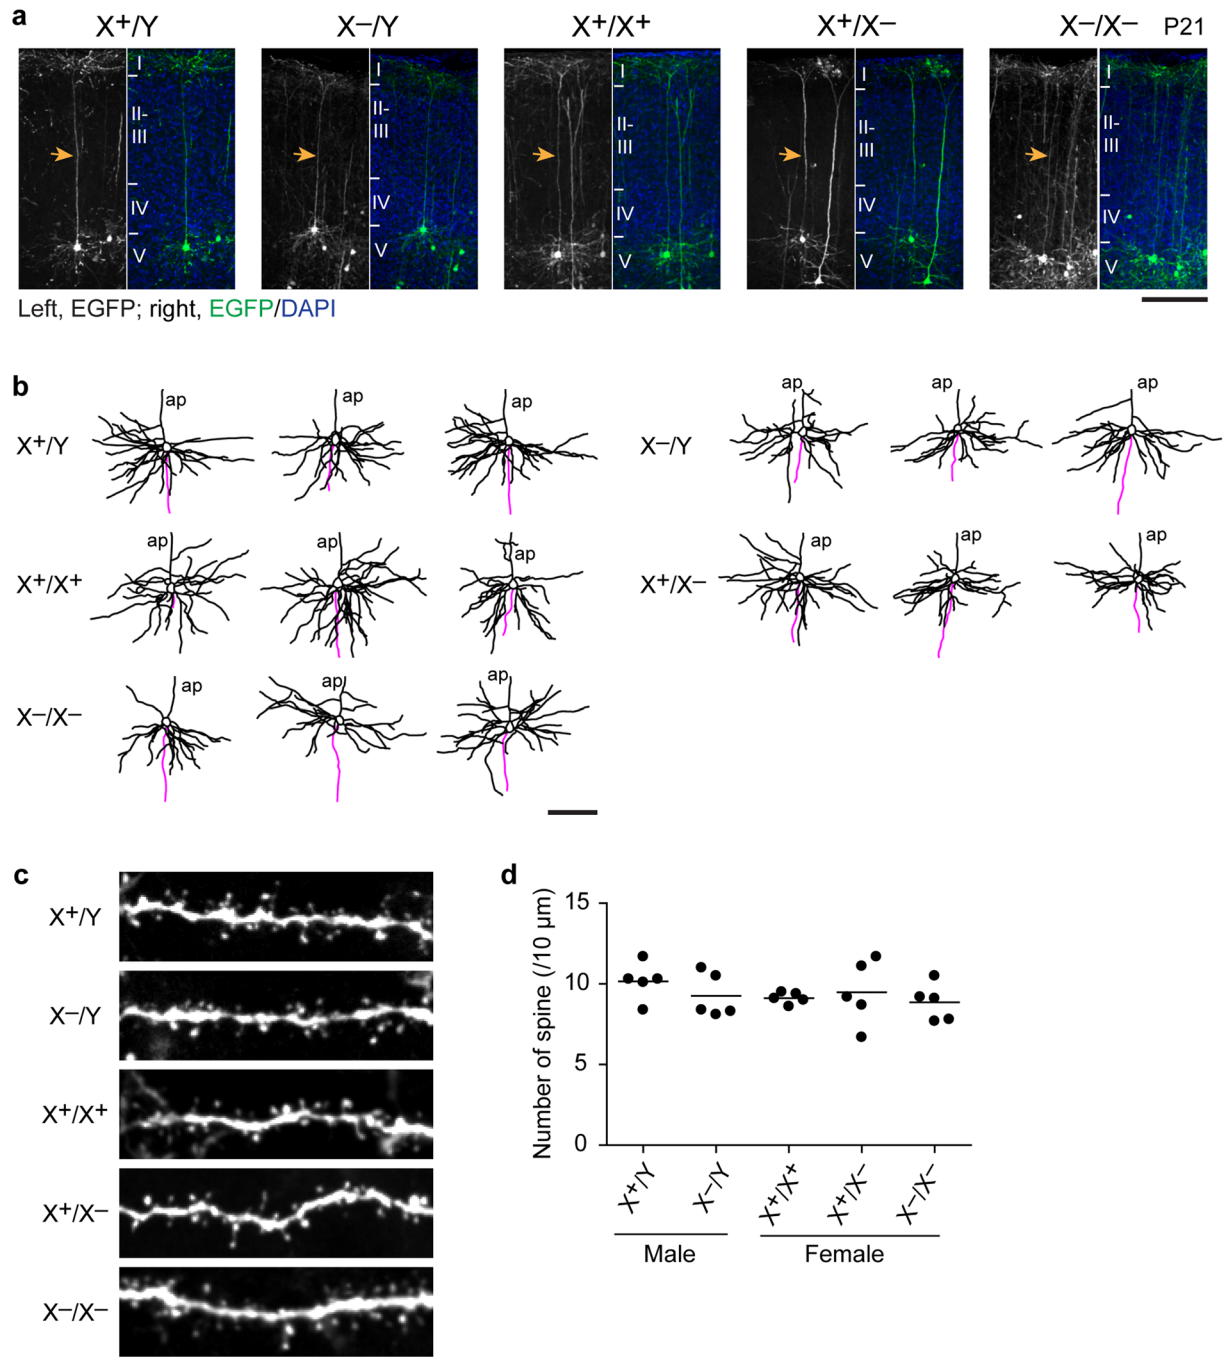 a
X+/Y X–/Y X+/X+ X+/X– X–/X– P21
I I I I I
II-
III
II-
III
II-
III
II-
III
II-
III
IV IV IV IV IV
V V V V V
Left, EGFP; right, EGFP/DAPI
b
X+/Y ap ap ap X–/Y ap ap ap
X+/X+ ap ap ap X+/X– ap ap ap
X–/X– ap ap ap
c
X+/Y
X–/Y
X+/X+
X+/X–
X–/X–
d
Number of spine (/10 µm)
15
10
5
0
X+/Y X–/Y X+/X+ X+/X– X–/X–
Male Female